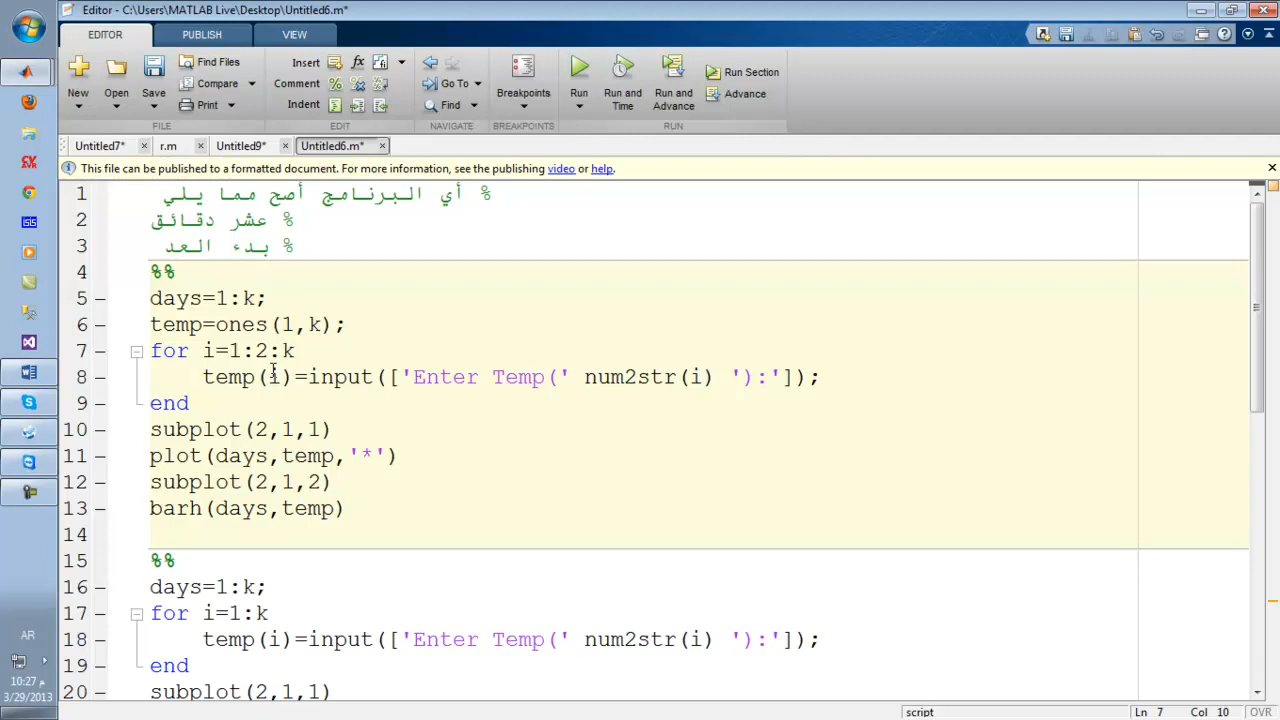 Editor - C:\Users\MATLAB Live\Desktop\Untitled6.m*
EDITOR PUBLISH VIEW
New Open Save Find Files Compare Print
Insert Comment Indent
Go To Find
Breakpoints
Run Run and Time Run and Advance Run Section Advance
FILE EDIT NAVIGATE BREAKPOINTS RUN
Untitled7* r.m Untitled9* Untitled6.m*
This file can be published to a formatted document. For more information, see the publishing video or help.
1 % أي البرنامج أصح مما يلي
2 % عشر دقائق
3 % بدء العد
4 %%
5 days=1:k;
6 temp=ones(1,k);
7 for i=1:2:k
8 temp(i)=input(['Enter Temp(' num2str(i) '):']);
9 end
10 subplot(2,1,1)
11 plot(days,temp,'*')
12 subplot(2,1,2)
13 barh(days,temp)
14
15 %%
16 days=1:k;
17 for i=1:k
18 temp(i)=input(['Enter Temp(' num2str(i) '):']);
19 end
20 subplot(2,1,1)
script Ln 7 Col 10 OVR
AR
10:27 م
3/29/2013